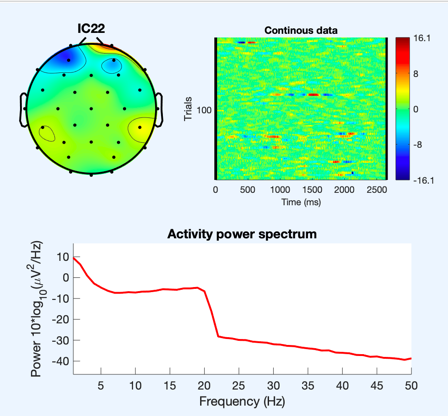 IC22
Continous data
Trials
100
16.1
8
0
-8
-16.1
0 500 1000 1500 2000 2500
Time (ms)
Activity power spectrum
Power 10*log10(μV2/Hz)
10
0
-10
-20
-30
-40
5 10 15 20 25 30 35 40 45 50
Frequency (Hz)